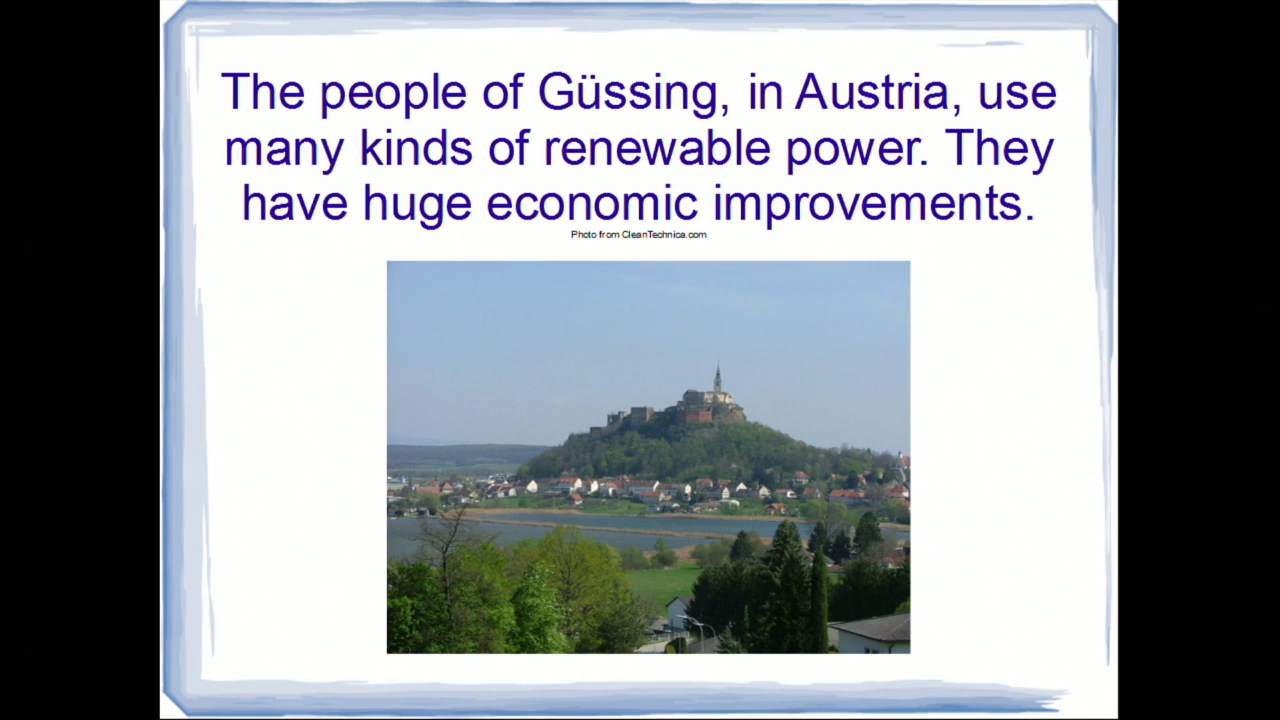 The people of Güssing, in Austria, use
many kinds of renewable power. They
have huge economic improvements.
Photo from CleanTechnica.com